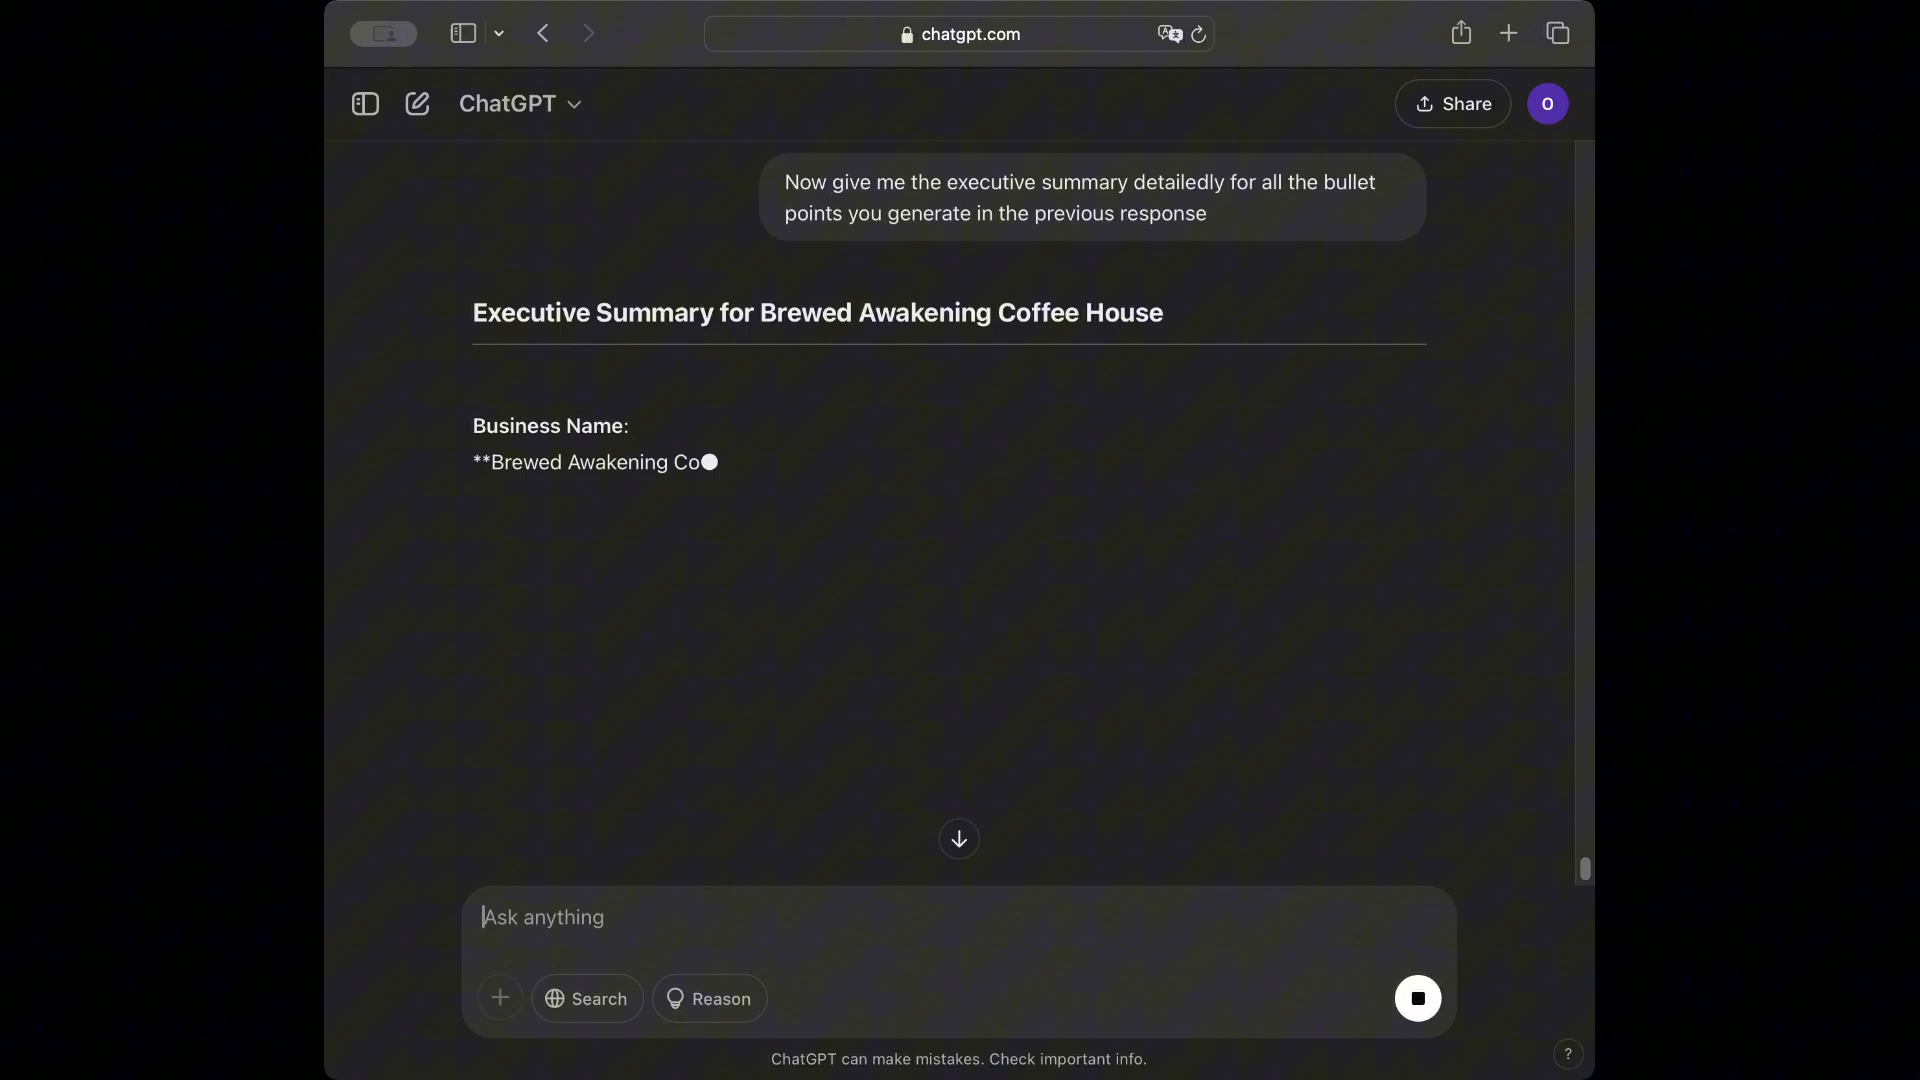 chatgpt.com
ChatGPT
Share
O
Now give me the executive summary detailedly for all the bullet
points you generate in the previous response
Executive Summary for Brewed Awakening Coffee House
Business Name:
**Brewed Awakening Co
Ask anything
Search
Reason
ChatGPT can make mistakes. Check important info.
?